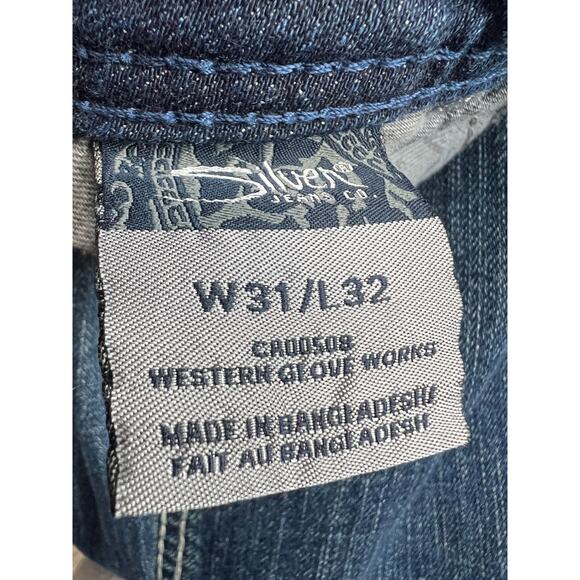 Silver®
JEANS CO.
W31/L32
CA00508
WESTERN GLOVE WORKS
MADE IN BANGLADESH/
FAIT AU BANGLADESH